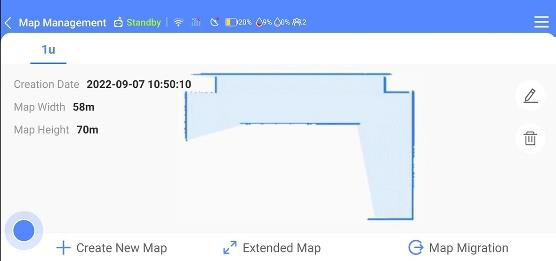 Map Management Standby 20% 9% 0% 2
1u
Creation Date 2022-09-07 10:50:10
Map Width 58m
Map Height 70m
Create New Map Extended Map Map Migration